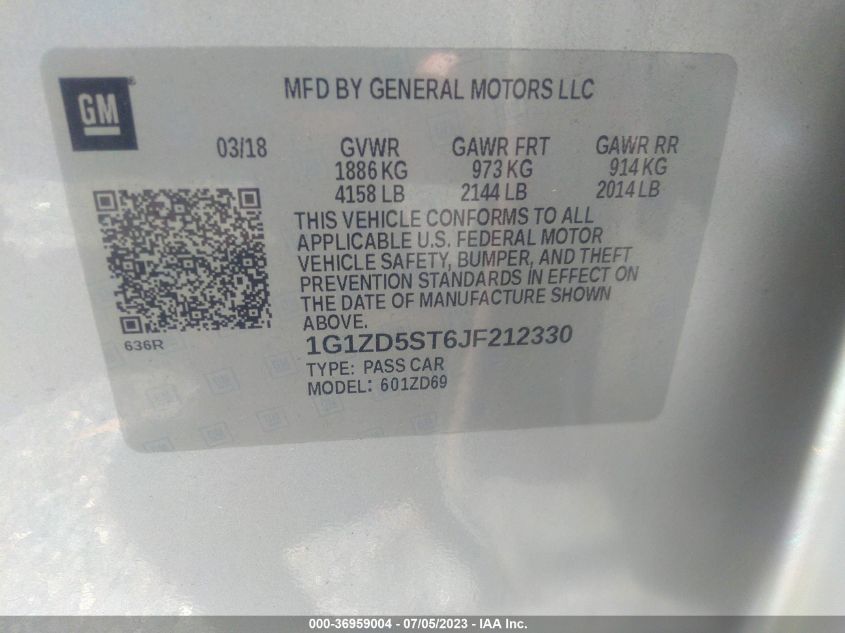 GM
MFD BY GENERAL MOTORS LLC
03/18 GVWR GAWR FRT GAWR RR
1886 KG 973 KG 914 KG
4158 LB 2144 LB 2014 LB
THIS VEHICLE CONFORMS TO ALL
APPLICABLE U.S. FEDERAL MOTOR
VEHICLE SAFETY, BUMPER, AND THEFT
PREVENTION STANDARDS IN EFFECT ON
THE DATE OF MANUFACTURE SHOWN
ABOVE.
636R
1G1ZD5ST6JF212330
TYPE: PASS CAR
MODEL: 601ZD69
000-36959004 - 07/05/2023 - IAA Inc.